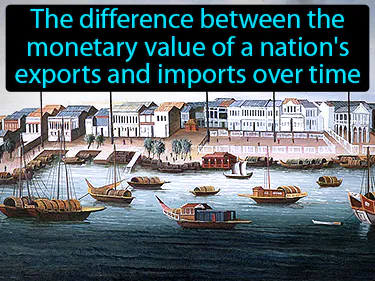 The difference between the
monetary value of a nation's
exports and imports over time